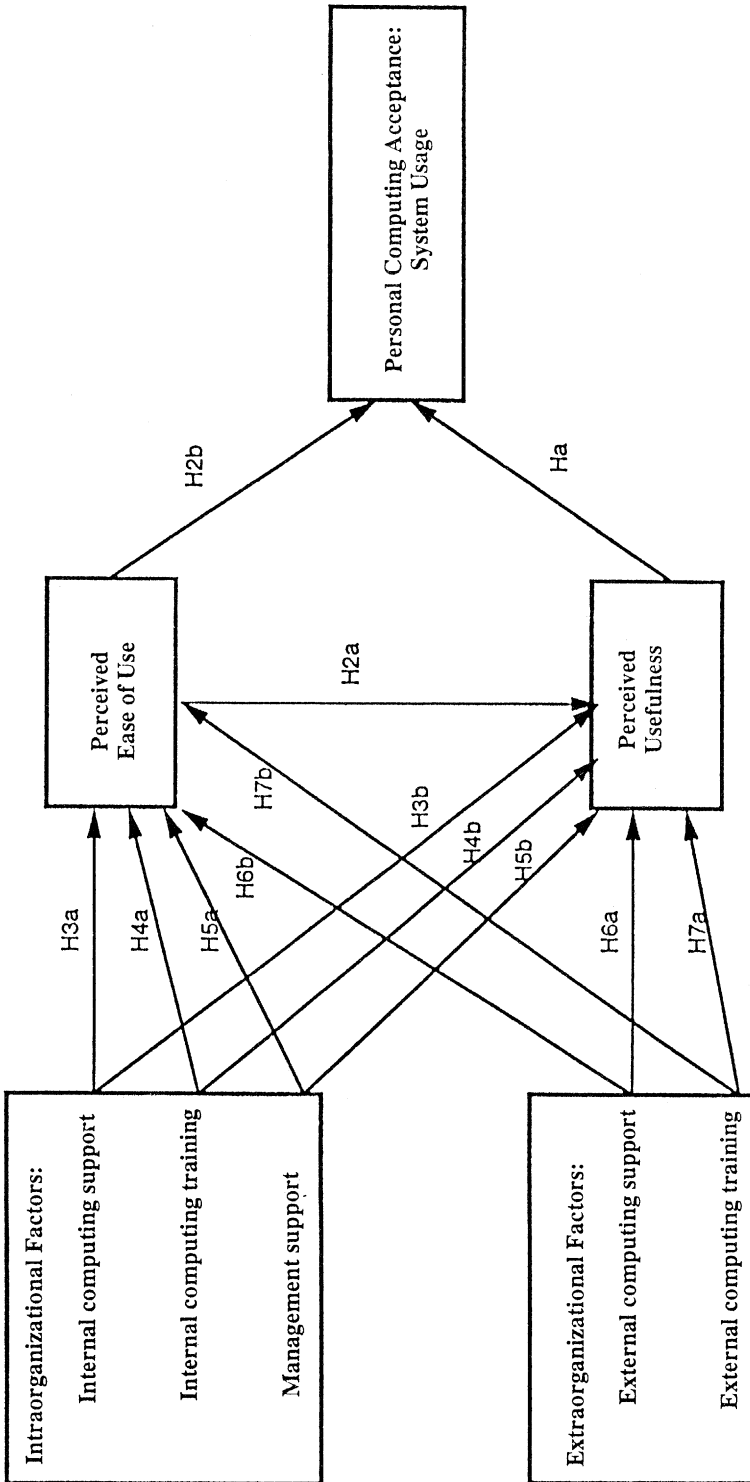 Intraorganizational Factors:
Internal computing support
Internal computing training
Management support
Extraorganizational Factors:
External computing support
External computing training
H3a
H4a
H5a
H6b
H7b
H3b
H4b
H5b
H6a
H7a
Perceived
Ease of Use
H2a
Perceived
Usefulness
H2b
Ha
Personal Computing Acceptance:
System Usage